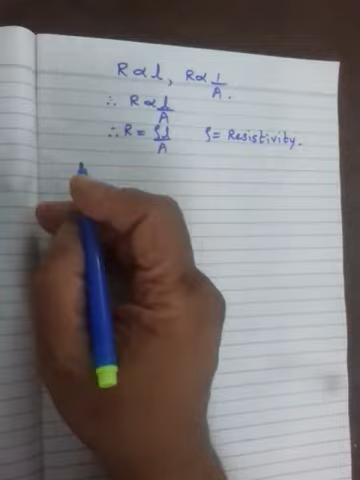 R ∝ l, R ∝ 1/A.
∴ R ∝ l/A
∴ R = ρl/A ρ = Resistivity.